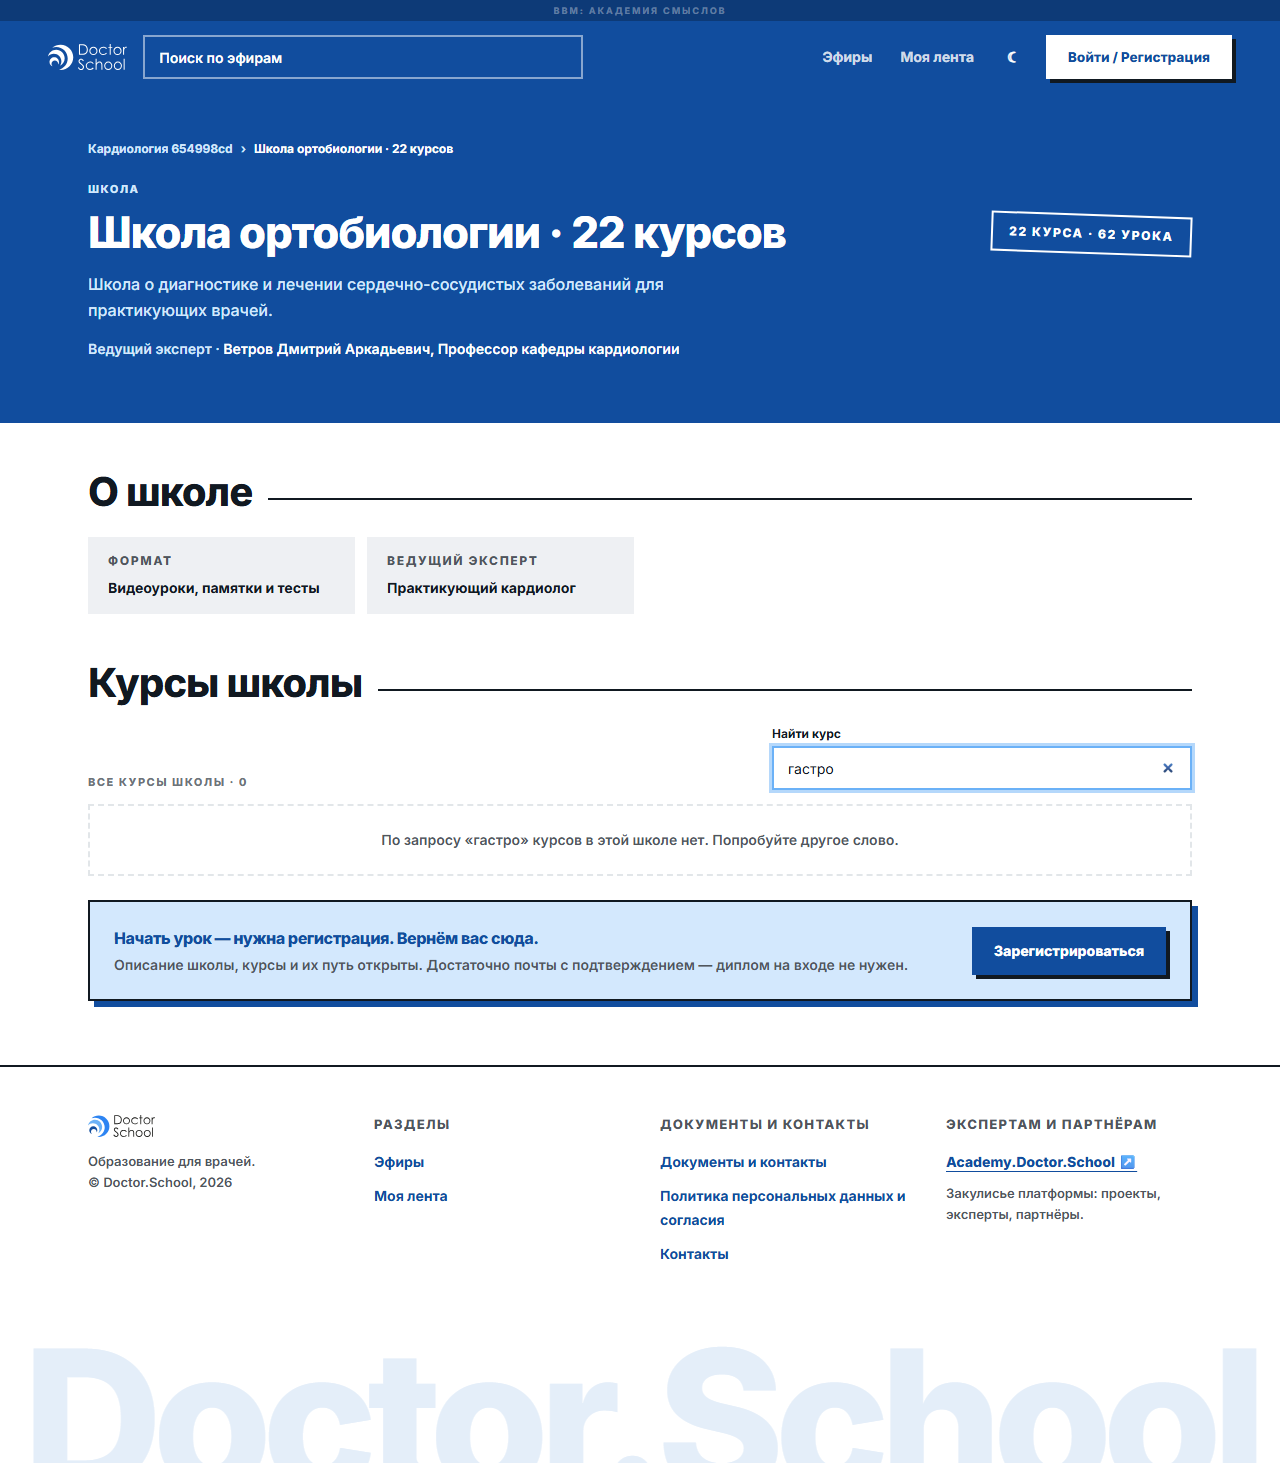 ВВМ: АКАДЕМИЯ СМЫСЛОВ
Doctor School
Поиск по эфирам
Эфиры
Моя лента
Войти / Регистрация
Кардиология 654998cd › Школа ортобиологии · 22 курсов
ШКОЛА
Школа ортобиологии · 22 курсов
22 КУРСА · 62 УРОКА
Школа о диагностике и лечении сердечно-сосудистых заболеваний для
практикующих врачей.
Ведущий эксперт · Ветров Дмитрий Аркадьевич, Профессор кафедры кардиологии
О школе
ФОРМАТ
Видеоуроки, памятки и тесты
ВЕДУЩИЙ ЭКСПЕРТ
Практикующий кардиолог
Курсы школы
Найти курс
ВСЕ КУРСЫ ШКОЛЫ · 0
гастро
По запросу «гастро» курсов в этой школе нет. Попробуйте другое слово.
Начать урок — нужна регистрация. Вернём вас сюда.
Описание школы, курсы и их путь открыты. Достаточно почты с подтверждением — диплом на входе не нужен.
Зарегистрироваться
Doctor School
Образование для врачей.
© Doctor.School, 2026
РАЗДЕЛЫ
Эфиры
Моя лента
ДОКУМЕНТЫ И КОНТАКТЫ
Документы и контакты
Политика персональных данных и
согласия
Контакты
ЭКСПЕРТАМ И ПАРТНЁРАМ
Academy.Doctor.School ↗
Закулисье платформы: проекты,
эксперты, партнёры.
Doctor.School